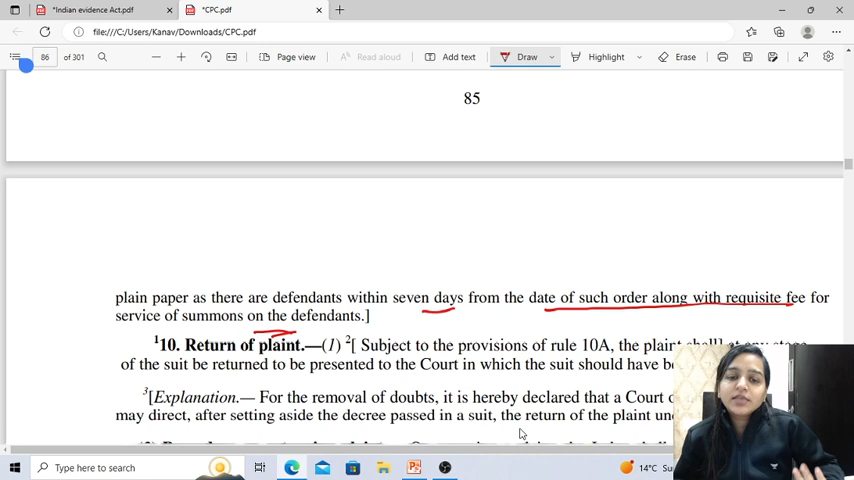 *Indian evidence Act.pdf
*CPC.pdf
file:///C:/Users/Kanav/Downloads/CPC.pdf
86 of 301
Page view
Read aloud
Add text
Draw
Highlight
Erase
85
plain paper as there are defendants within seven days from the date of such order along with requisite fee for
service of summons on the defendants.]
¹10. Return of plaint.—(1) ²[ Subject to the provisions of rule 10A, the plaint shall] at any stage
of the suit be returned to be presented to the Court in which the suit should have
³[Explanation.— For the removal of doubts, it is hereby declared that a Court
may direct, after setting aside the decree passed in a suit, the return of the plaint
Type here to search
14°C